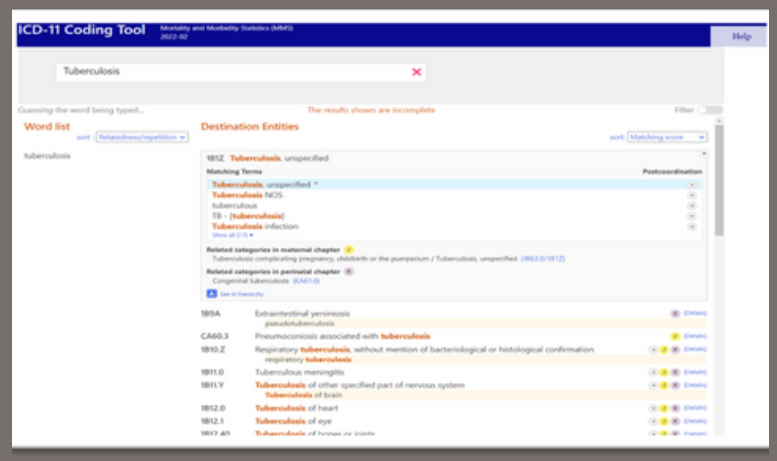 ICD-11 Coding Tool Mortality and Morbidity Statistics (MMS)
2022-02
Help
Tuberculosis
Guessing the word being typed...
The results shown are incomplete
Filter
Word list
sort : Relatedness/repetition
tuberculosis
Destination Entities
sort: Matching score
1B1Z Tuberculosis, unspecified
Matching Terms Postcoordination
Tuberculosis, unspecified *
Tuberculosis NOS
tuberculous
TB - [tuberculosis]
Tuberculosis infection
Show all (17)
Related categories in maternal chapter
Tuberculosis complicating pregnancy, childbirth or the puerperium / Tuberculosis, unspecified (JB63.0/1B1Z)
Related categories in perinatal chapter
Congenital tuberculosis (KA61.0)
See in hierarchy
1B9A Extraintestinal yersiniosis [Details]
pseudotuberculosis
CA60.3 Pneumoconiosis associated with tuberculosis [Details]
1B10.Z Respiratory tuberculosis, without mention of bacteriological or histological confirmation [Details]
respiratory tuberculosis
1B11.0 Tuberculous meningitis [Details]
1B11.Y Tuberculosis of other specified part of nervous system [Details]
Tuberculosis of brain
1B12.0 Tuberculosis of heart [Details]
1B12.1 Tuberculosis of eye [Details]
1B12.40 Tuberculosis of bones or joints [Details]